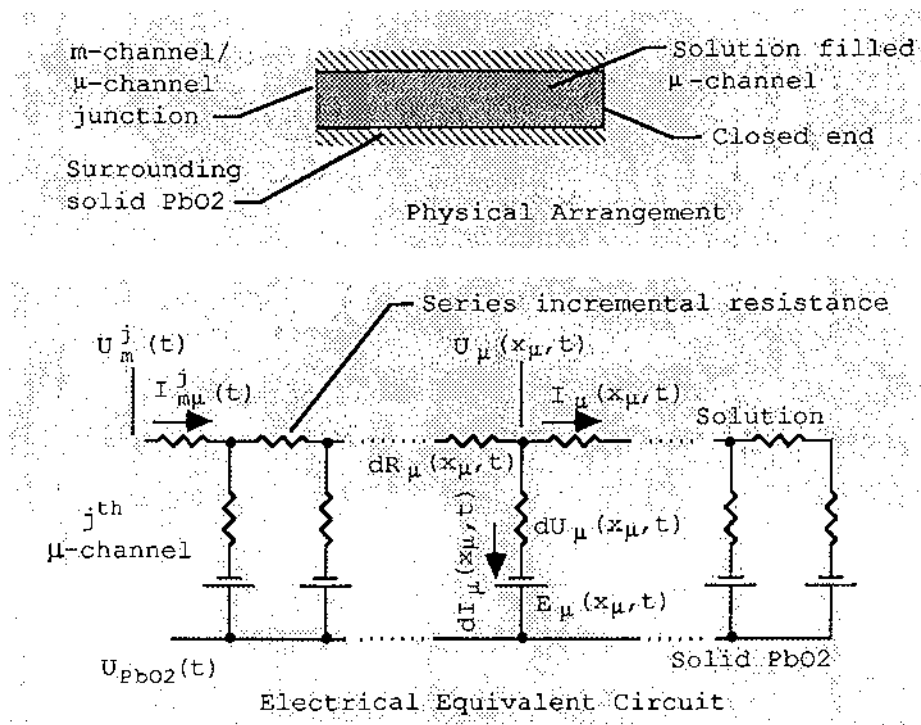 m-channel/
μ-channel
junction
Solution filled
μ-channel
Closed end
Surrounding
solid PbO2
Physical Arrangement
Series incremental resistance
U_m^j(t)
I_mμ^j(t)
U_μ(x_μ,t)
I_μ(x_μ,t)
Solution
dR_μ(x_μ,t)
j^th
μ-channel
dI_μ(x_μ,t)
dU_μ(x_μ,t)
E_μ(x_μ,t)
U_PbO2(t)
Solid PbO2
Electrical Equivalent Circuit